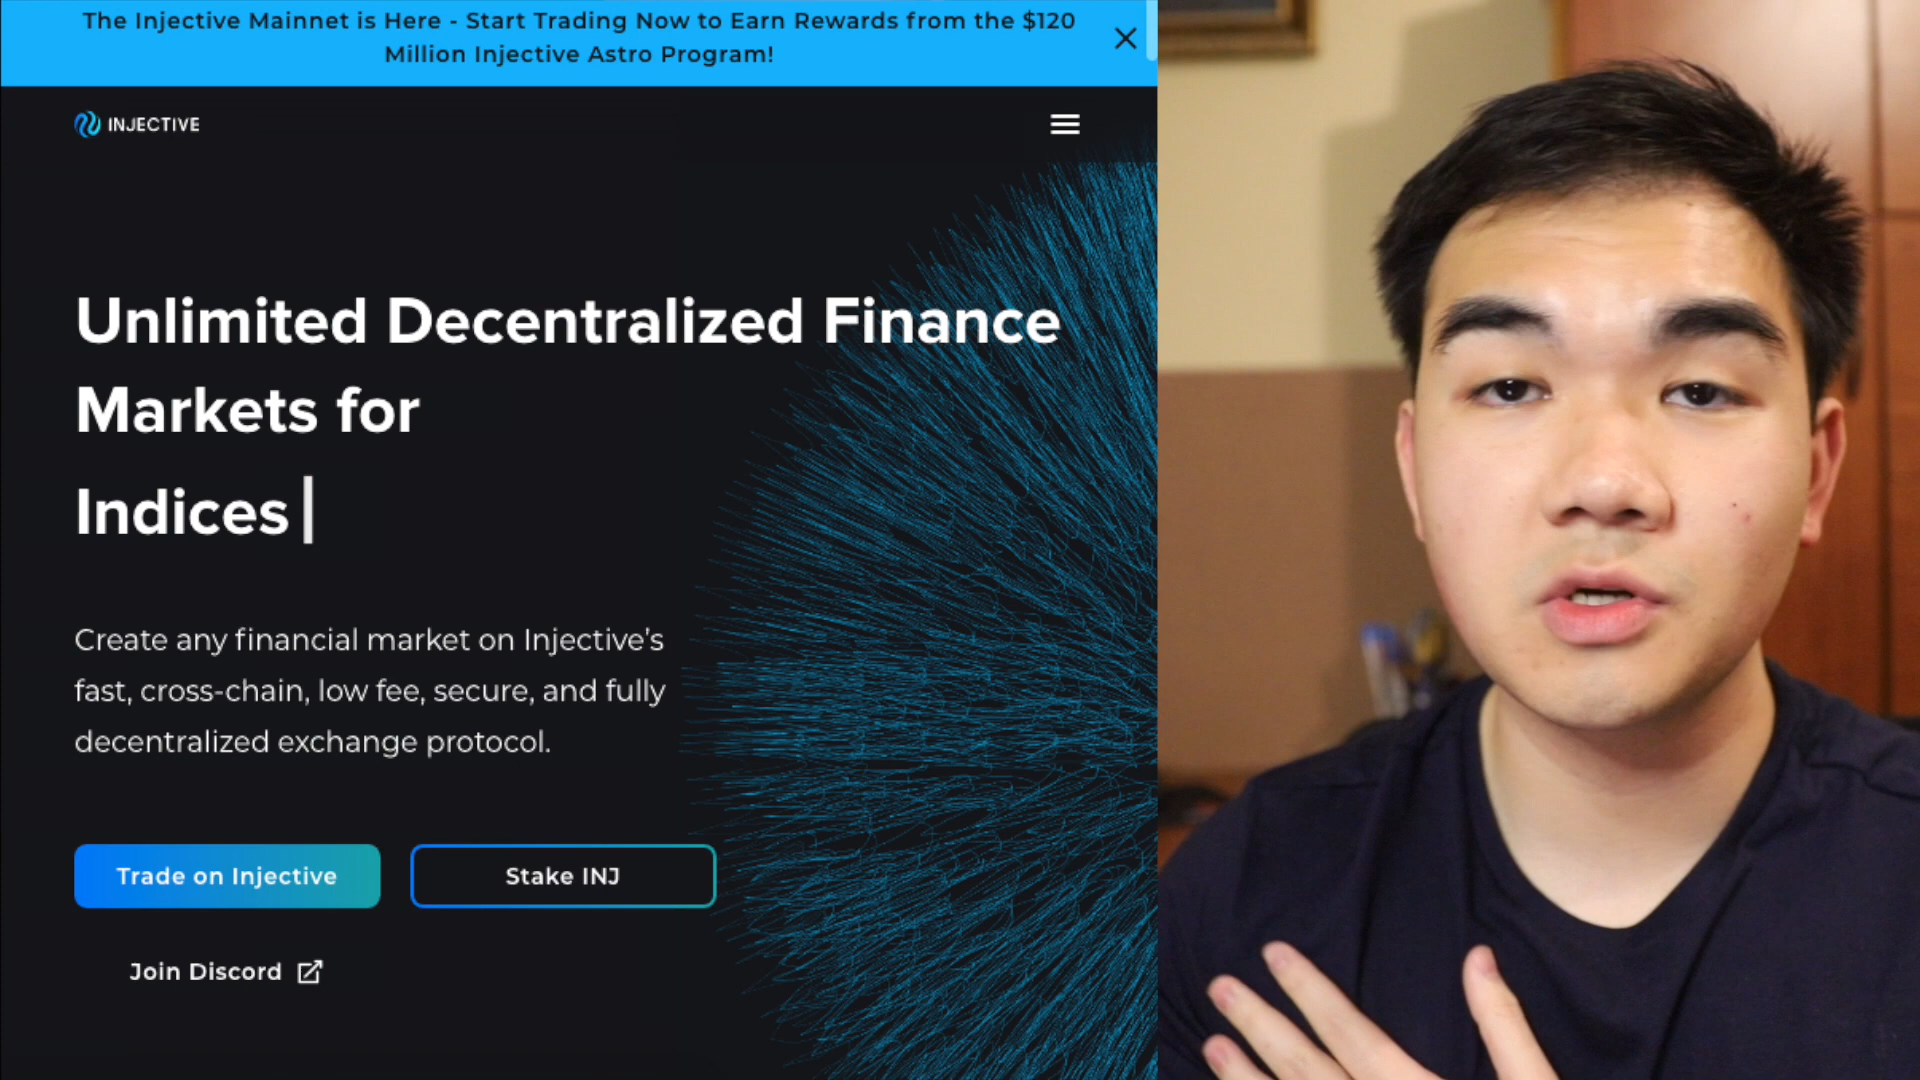 The Injective Mainnet is Here - Start Trading Now to Earn Rewards from the $120
Million Injective Astro Program!
INJECTIVE
Unlimited Decentralized Finance
Markets for
Indices
Create any financial market on Injective's
fast, cross-chain, low fee, secure, and fully
decentralized exchange protocol.
Trade on Injective
Stake INJ
Join Discord